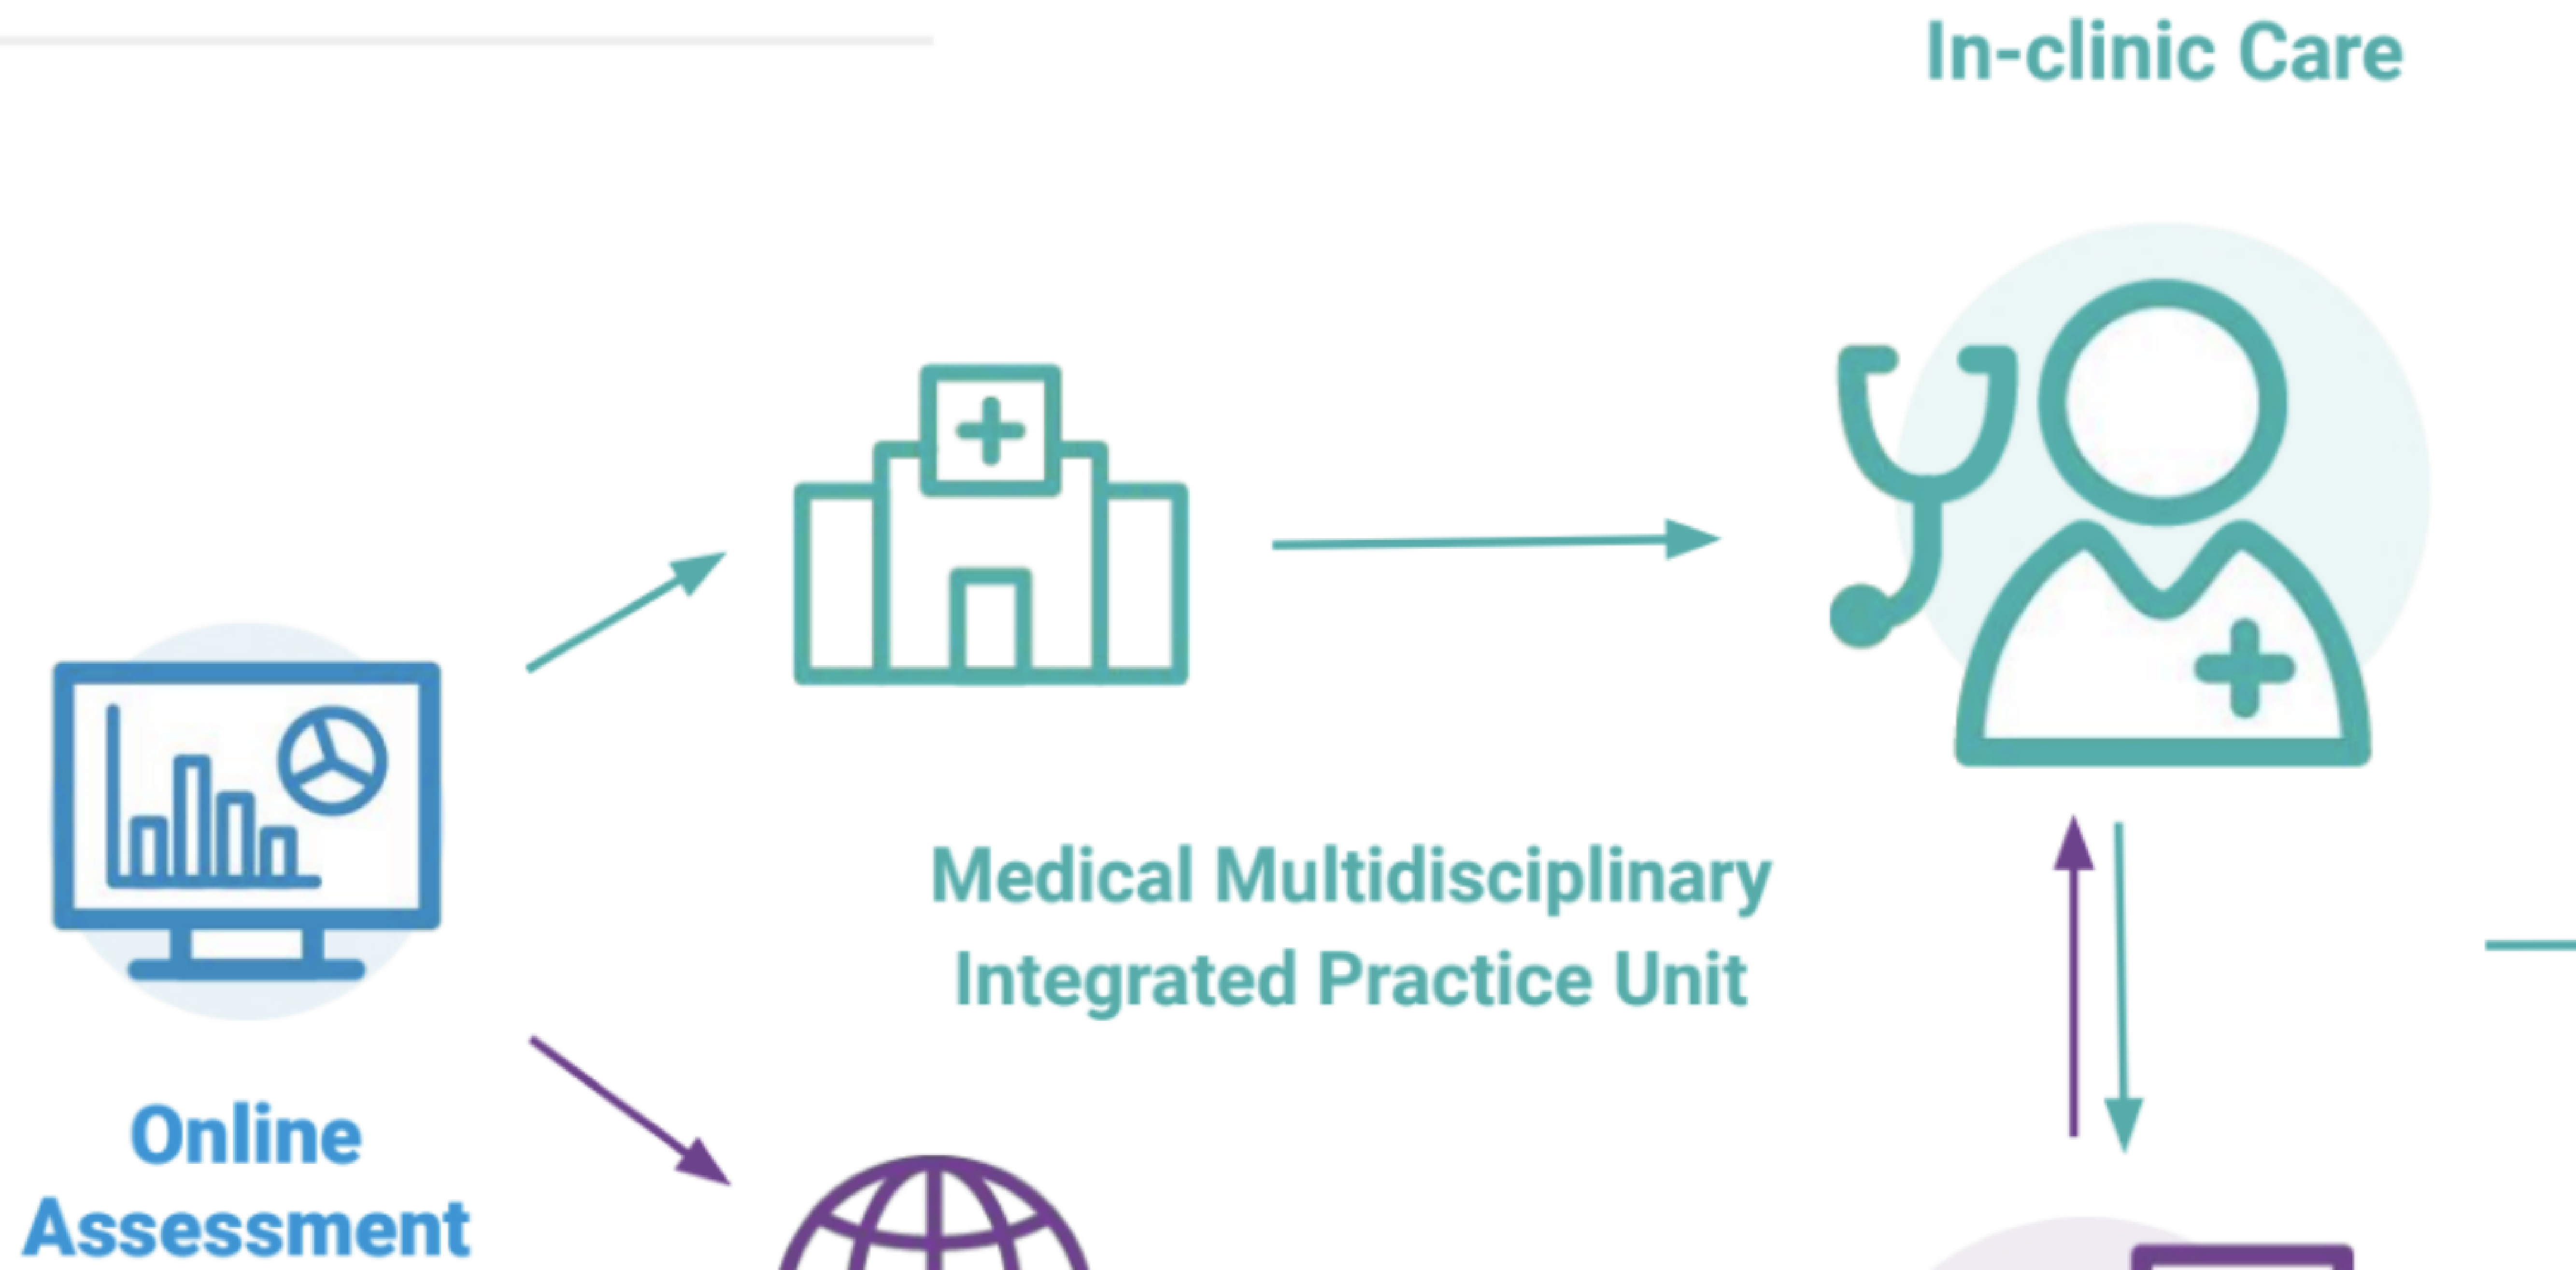 In-clinic Care
Medical Multidisciplinary
Integrated Practice Unit
Online
Assessment